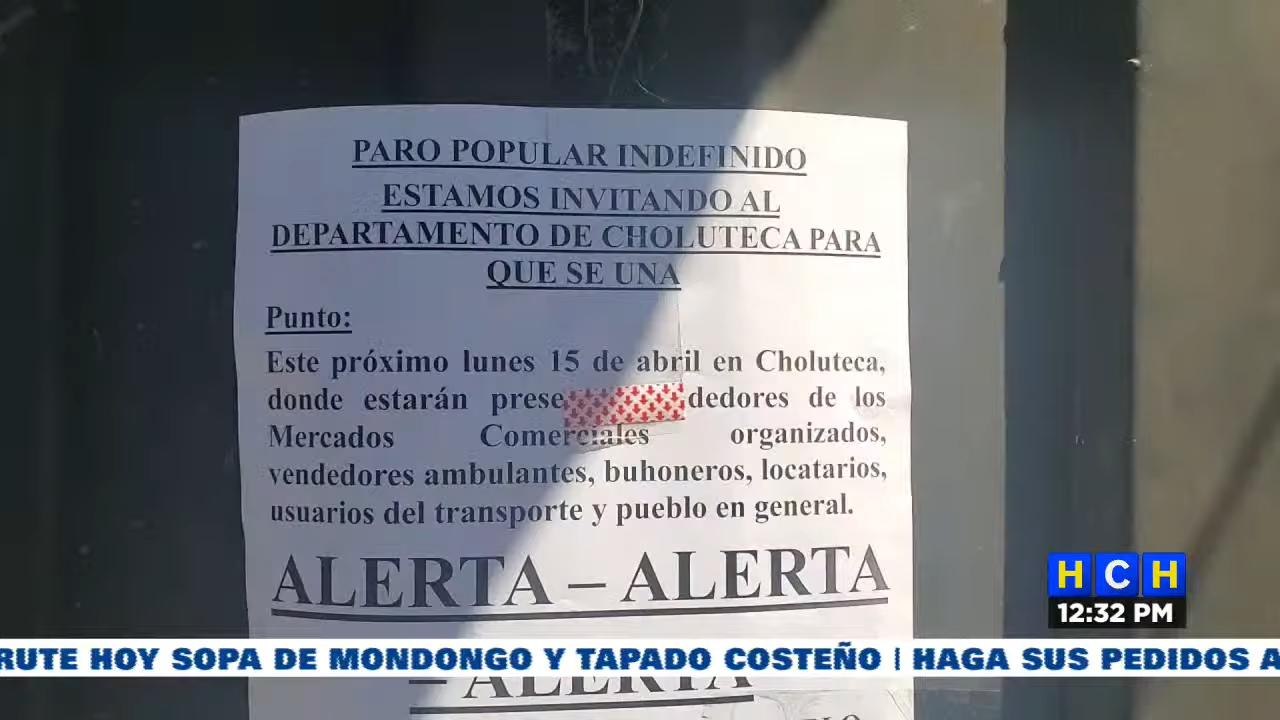 PARO POPULAR INDEFINIDO
ESTAMOS INVITANDO AL
DEPARTAMENTO DE CHOLUTECA PARA
QUE SE UNA
Punto:
Este próximo lunes 15 de abril en Choluteca,
donde estarán prese dedores de los
Mercados Comerciales organizados,
vendedores ambulantes, buhoneros, locatarios,
usuarios del transporte y pueblo en general.
ALERTA – ALERTA
– ALERTA
HCH
12:32 PM
RUTE HOY SOPA DE MONDONGO Y TAPADO COSTEÑO | HAGA SUS PEDIDOS A